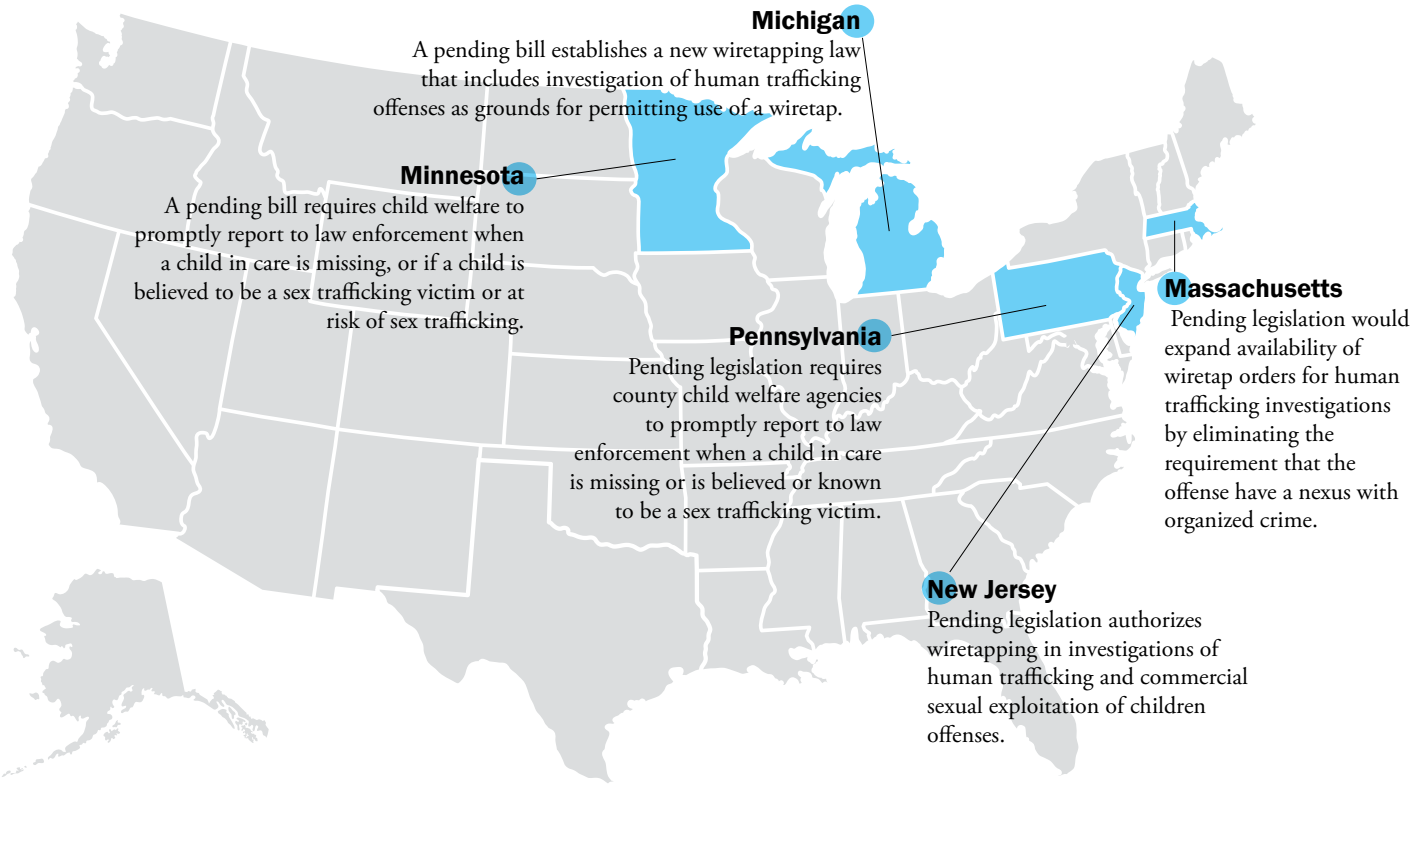 Michigan
A pending bill establishes a new wiretapping law
that includes investigation of human trafficking
offenses as grounds for permitting use of a wiretap.
Minnesota
A pending bill requires child welfare to
promptly report to law enforcement when
a child in care is missing, or if a child is
believed to be a sex trafficking victim or at
risk of sex trafficking.
Pennsylvania
Pending legislation requires
county child welfare agencies
to promptly report to law
enforcement when a child in care
is missing or is believed or known
to be a sex trafficking victim.
Massachusetts
Pending legislation would
expand availability of
wiretap orders for human
trafficking investigations
by eliminating the
requirement that the
offense have a nexus with
organized crime.
New Jersey
Pending legislation authorizes
wiretapping in investigations of
human trafficking and commercial
sexual exploitation of children
offenses.